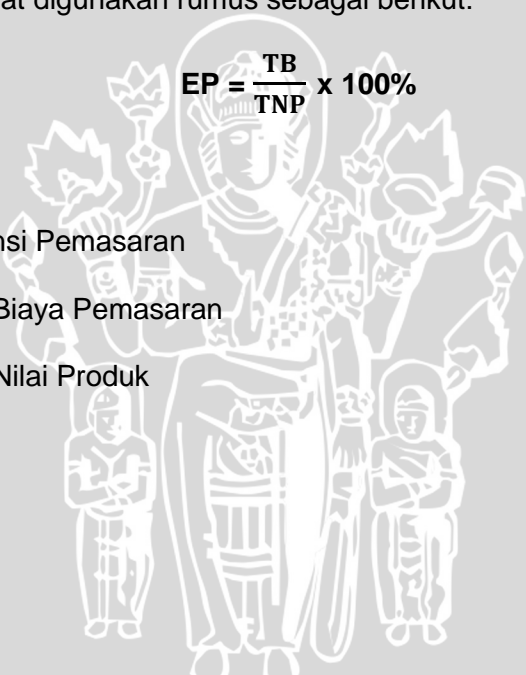 at digunakan rumus sebagai berikut:
EP = TB/TNP x 100%
nsi Pemasaran
Biaya Pemasaran
Nilai Produk